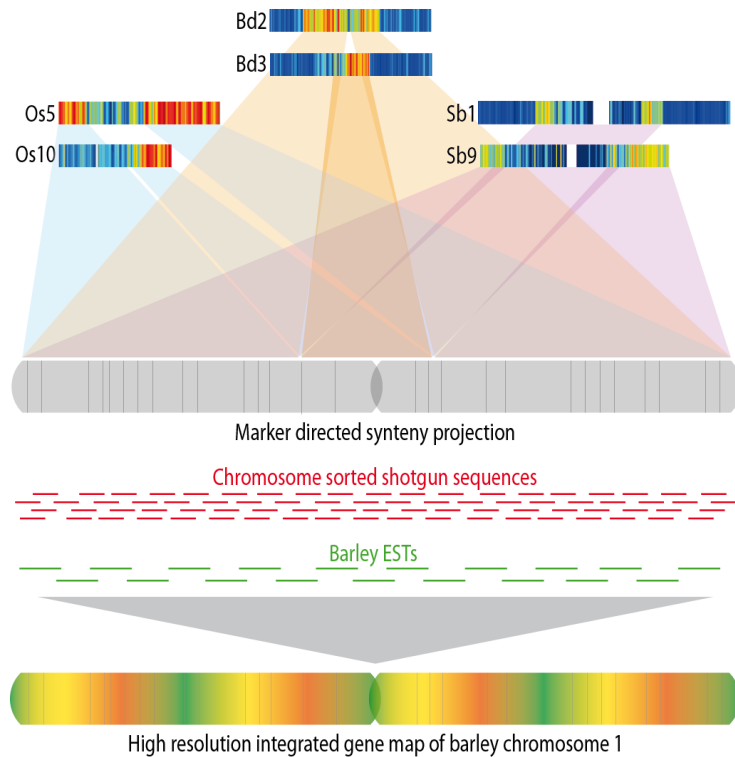 Bd2
Bd3
Os5
Os10
Sb1
Sb9
Marker directed synteny projection
Chromosome sorted shotgun sequences
Barley ESTs
High resolution integrated gene map of barley chromosome 1